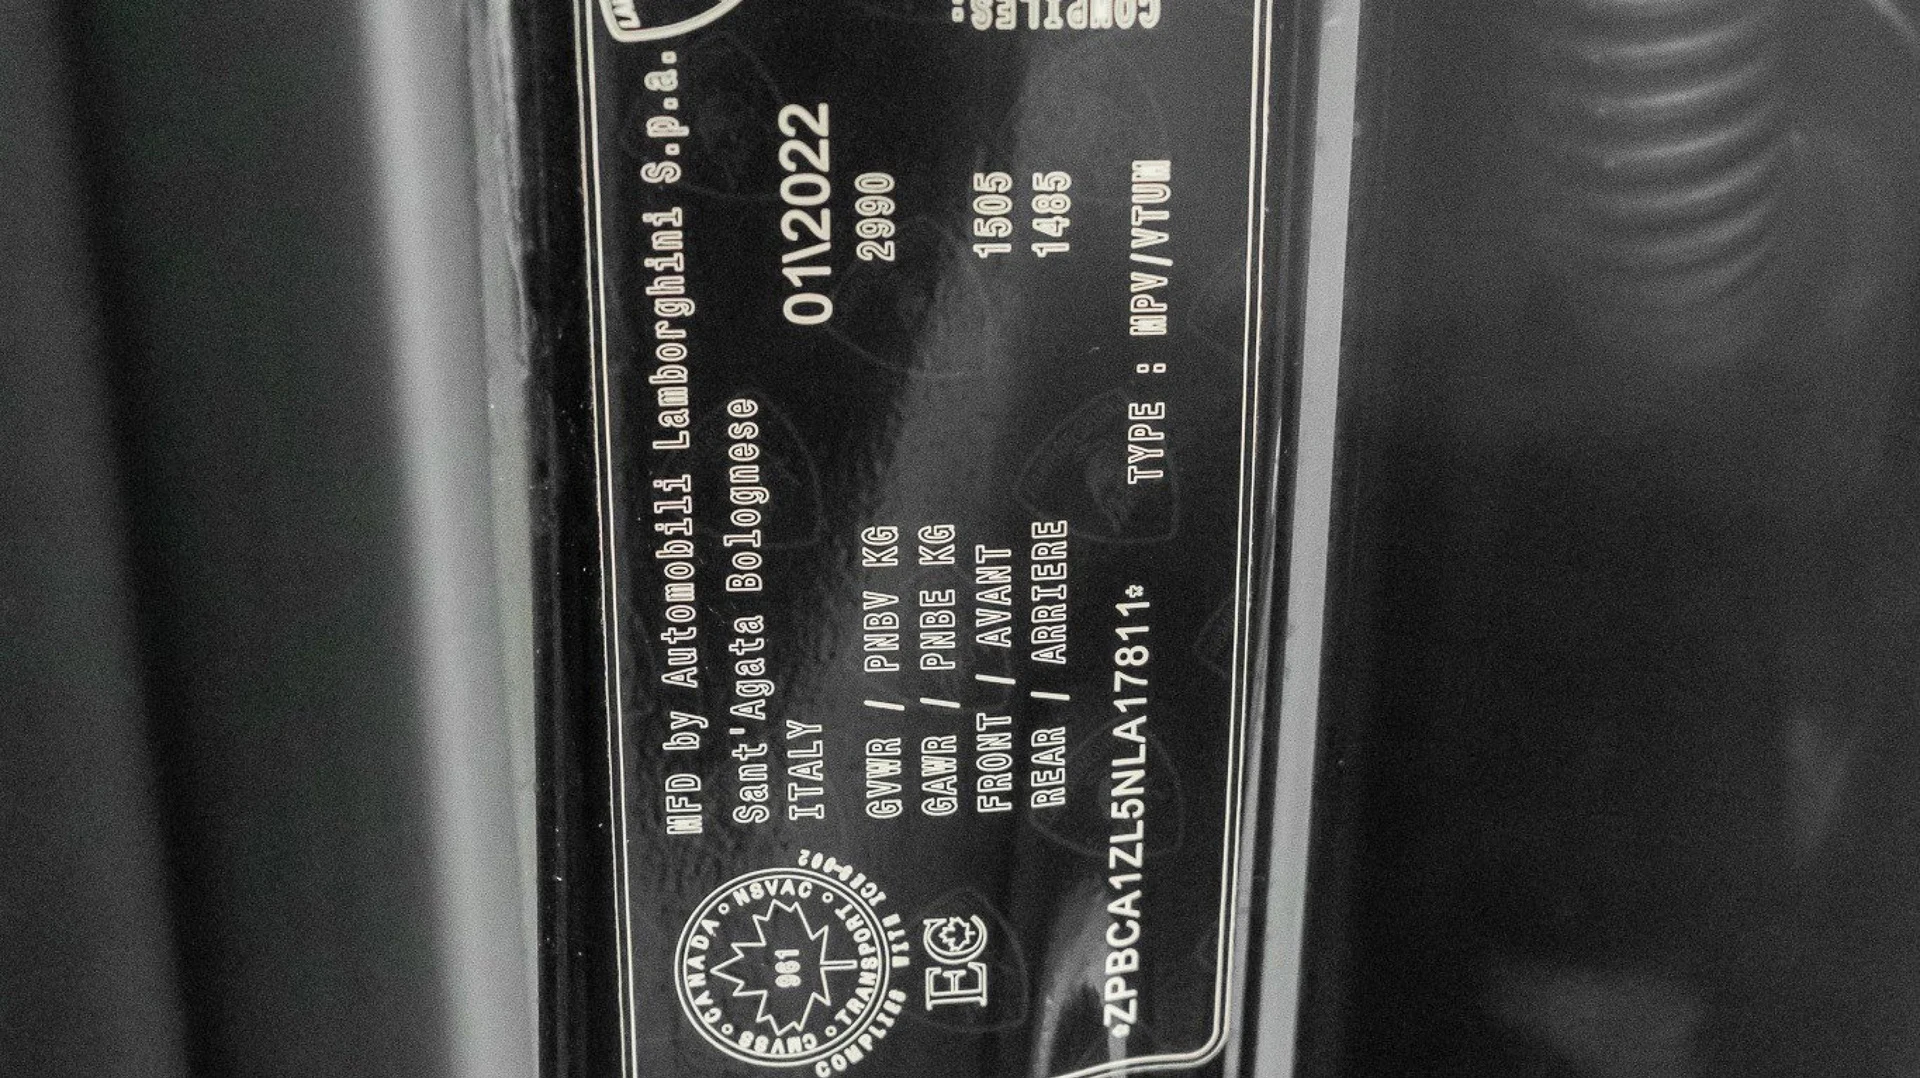 MFD by Automobili Lamborghini S.p.a.
Sant'Agata Bolognese
ITALY 01\2022
GVWR / PNBV KG 2990
GAWR / PNBE KG
FRONT / AVANT 1505
REAR / ARRIERE 1485
TYPE : MPV/VTUM
*ZPBCA1ZL5NLA17811*
CANADA
NSVAC
TRANSPORT
CMVSS
961
COMPLIES WITH ICES-002
EC
COMPILES